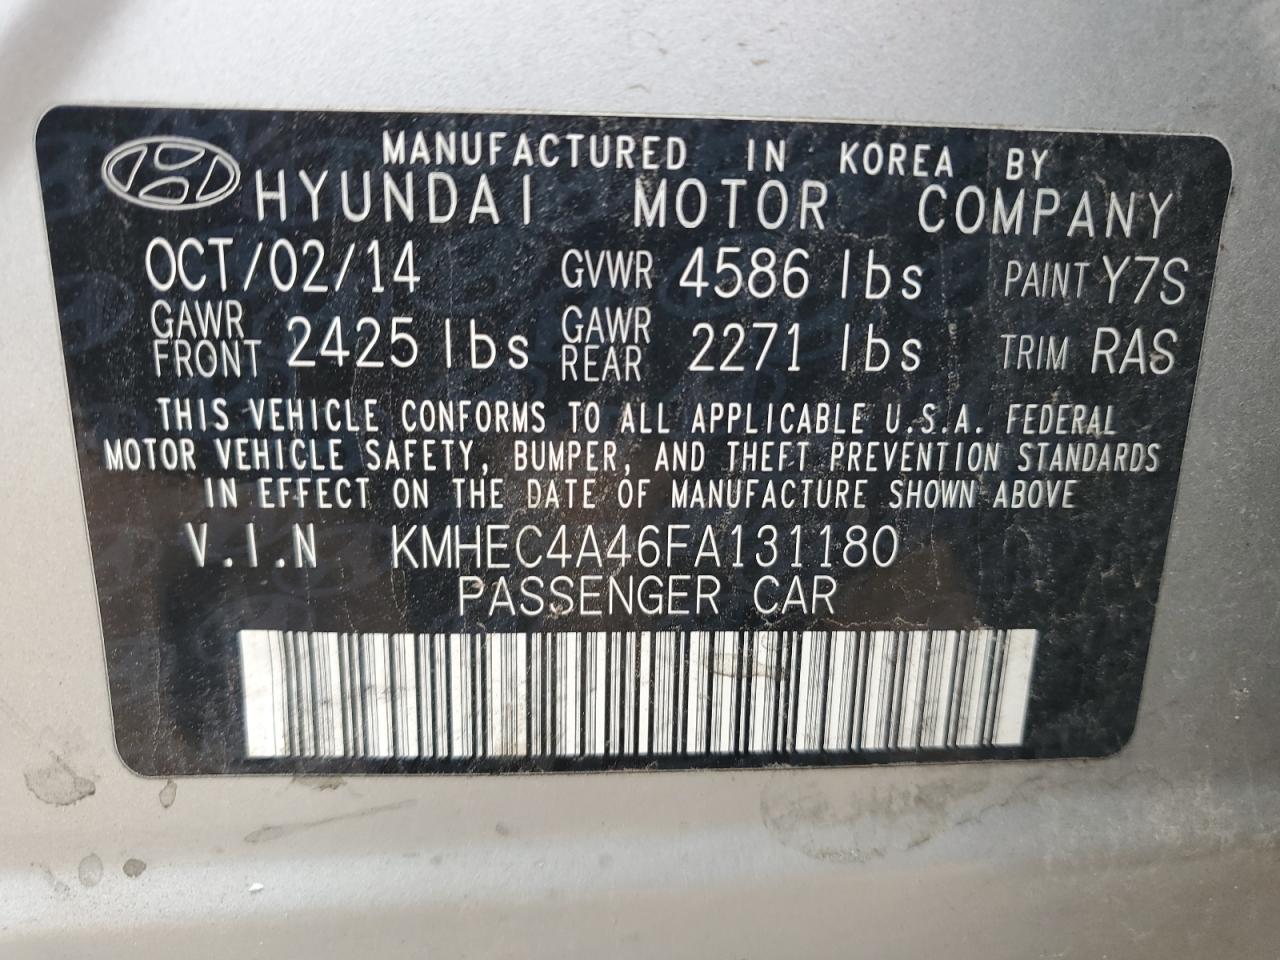 MANUFACTURED IN KOREA BY
HYUNDAI MOTOR COMPANY
OCT/02/14 GVWR 4586 lbs PAINT Y7S
GAWR FRONT 2425 lbs GAWR REAR 2271 lbs TRIM RAS
THIS VEHICLE CONFORMS TO ALL APPLICABLE U.S.A. FEDERAL
MOTOR VEHICLE SAFETY, BUMPER, AND THEFT PREVENTION STANDARDS
IN EFFECT ON THE DATE OF MANUFACTURE SHOWN ABOVE
V.I.N KMHEC4A46FA131180
PASSENGER CAR